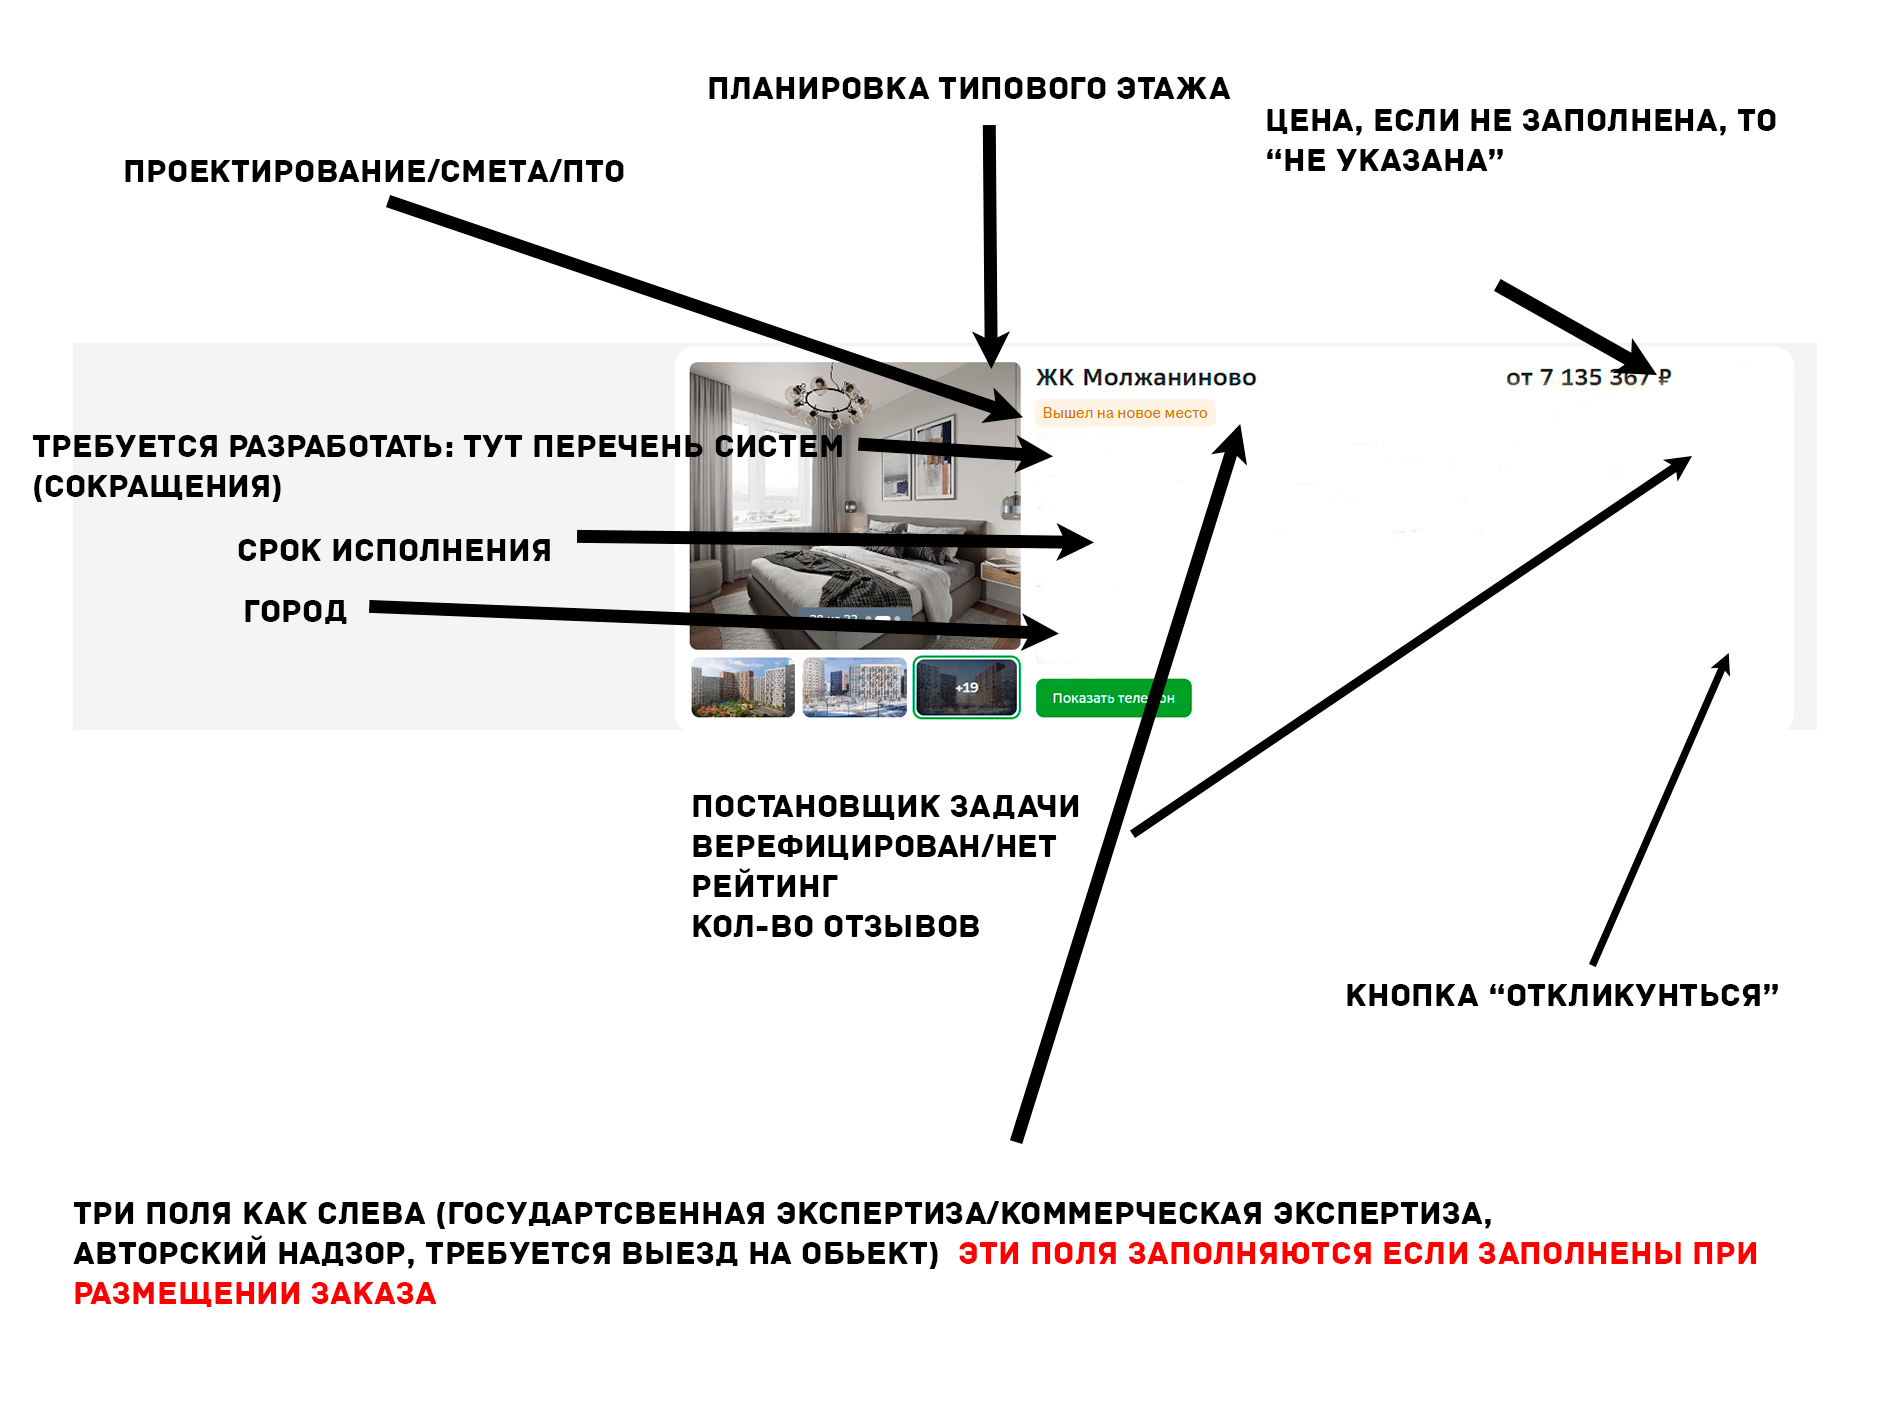 ПЛАНИРОВКА ТИПОВОГО ЭТАЖА
ЦЕНА, ЕСЛИ НЕ ЗАПОЛНЕНА, ТО
“НЕ УКАЗАНА”
ПРОЕКТИРОВАНИЕ/СМЕТА/ПТО
ЖК Молжаниново
от 7 135 367 ₽
Вышел на новое место
ТРЕБУЕТСЯ РАЗРАБОТАТЬ: ТУТ ПЕРЕЧЕНЬ СИСТЕМ
(СОКРАЩЕНИЯ)
СРОК ИСПОЛНЕНИЯ
ГОРОД
+19
Показать телефон
ПОСТАНОВЩИК ЗАДАЧИ
ВЕРЕФИЦИРОВАН/НЕТ
РЕЙТИНГ
КОЛ-ВО ОТЗЫВОВ
КНОПКА “ОТКЛИКУНТЬСЯ”
ТРИ ПОЛЯ КАК СЛЕВА (ГОСУДАРТСВЕННАЯ ЭКСПЕРТИЗА/КОММЕРЧЕСКАЯ ЭКСПЕРТИЗА,
АВТОРСКИЙ НАДЗОР, ТРЕБУЕТСЯ ВЫЕЗД НА ОБЬЕКТ) ЭТИ ПОЛЯ ЗАПОЛНЯЮТСЯ ЕСЛИ ЗАПОЛНЕНЫ ПРИ
РАЗМЕЩЕНИИ ЗАКАЗА